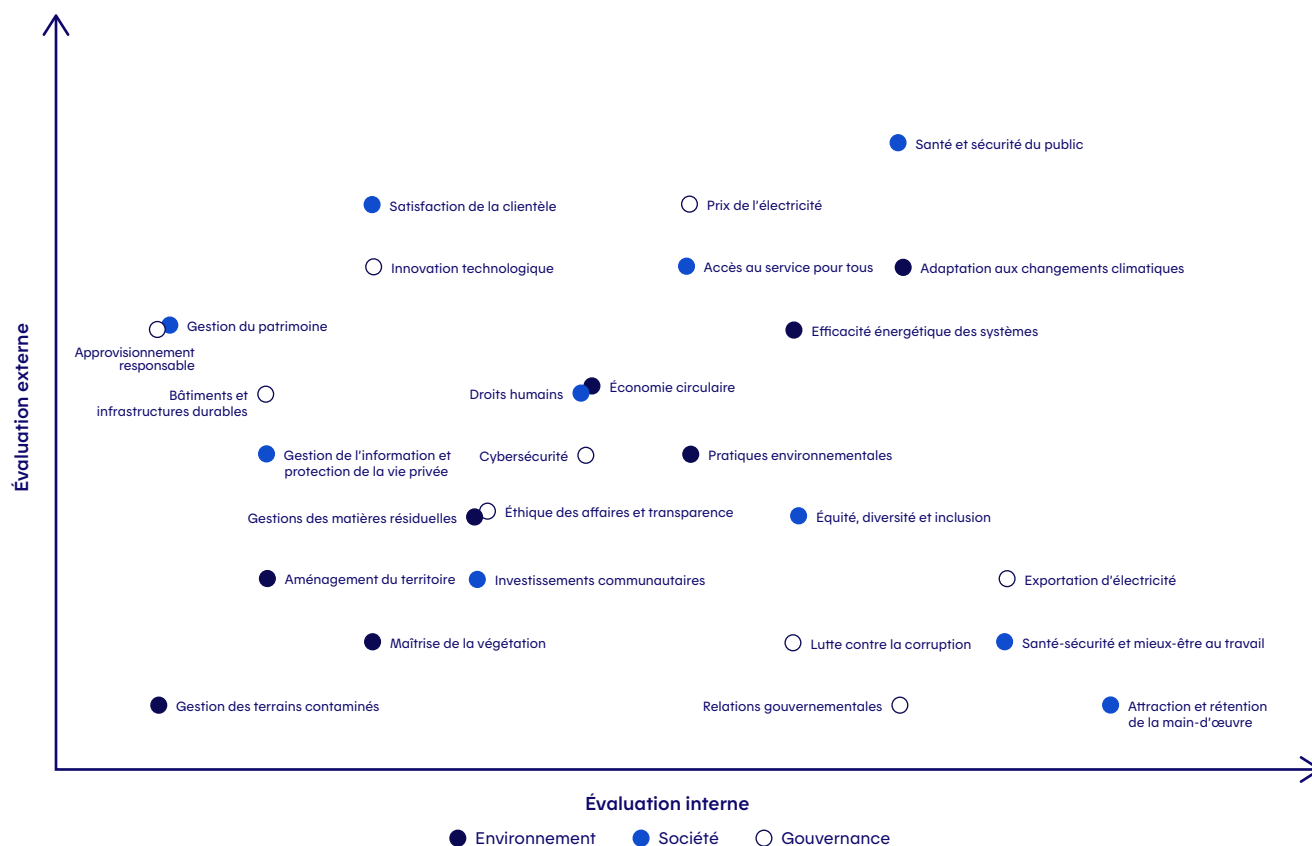 Santé et sécurité du public
Satisfaction de la clientèle
Prix de l'électricité
Innovation technologique
Accès au service pour tous
Adaptation aux changements climatiques
Gestion du patrimoine
Efficacité énergétique des systèmes
Approvisionnement
responsable
Évaluation externe
Bâtiments et
infrastructures durables
Droits humains
Économie circulaire
Gestion de l'information et
protection de la vie privée
Cybersécurité
Pratiques environnementales
Gestions des matières résiduelles
Éthique des affaires et transparence
Équité, diversité et inclusion
Aménagement du territoire
Investissements communautaires
Exportation d'électricité
Maîtrise de la végétation
Lutte contre la corruption
Santé-sécurité et mieux-être au travail
Gestion des terrains contaminés
Relations gouvernementales
Attraction et rétention
de la main-d'œuvre
Évaluation interne
Environnement
Société
Gouvernance